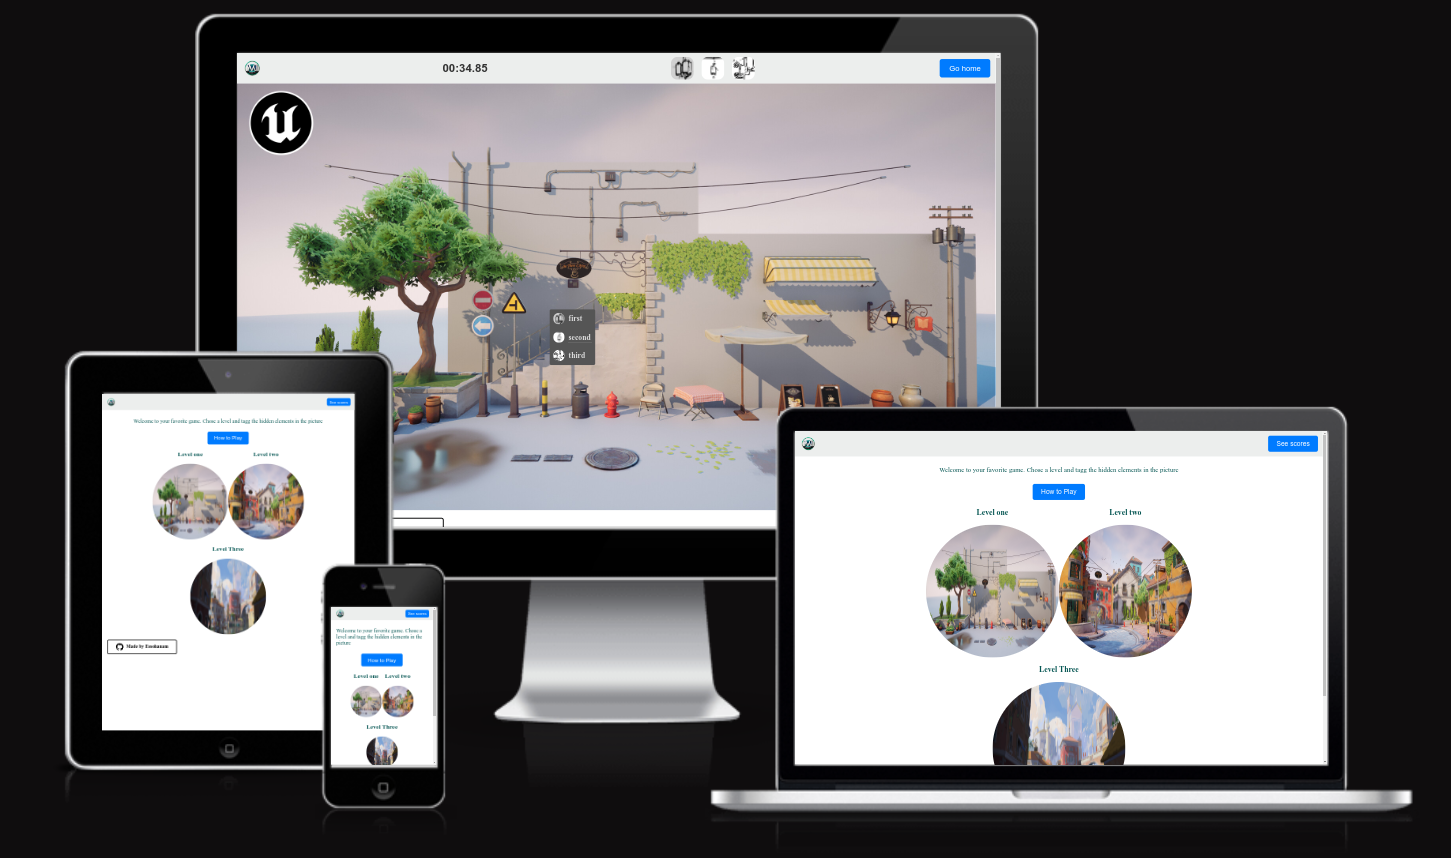 00:34.85
Go home
first
second
third
See scores
Welcome to your favorite game. Chose a level and tagg the hidden elements in the picture
How to Play
Level one
Level two
Level Three
See scores
Welcome to your favorite game. Chose a level and tagg the hidden elements in the picture
How to Play
Level one
Level two
Level Three
See scores
Welcome to your favorite game. Chose a
level and tagg the hidden elements in the
picture
How to Play
Level one
Level two
Level Three